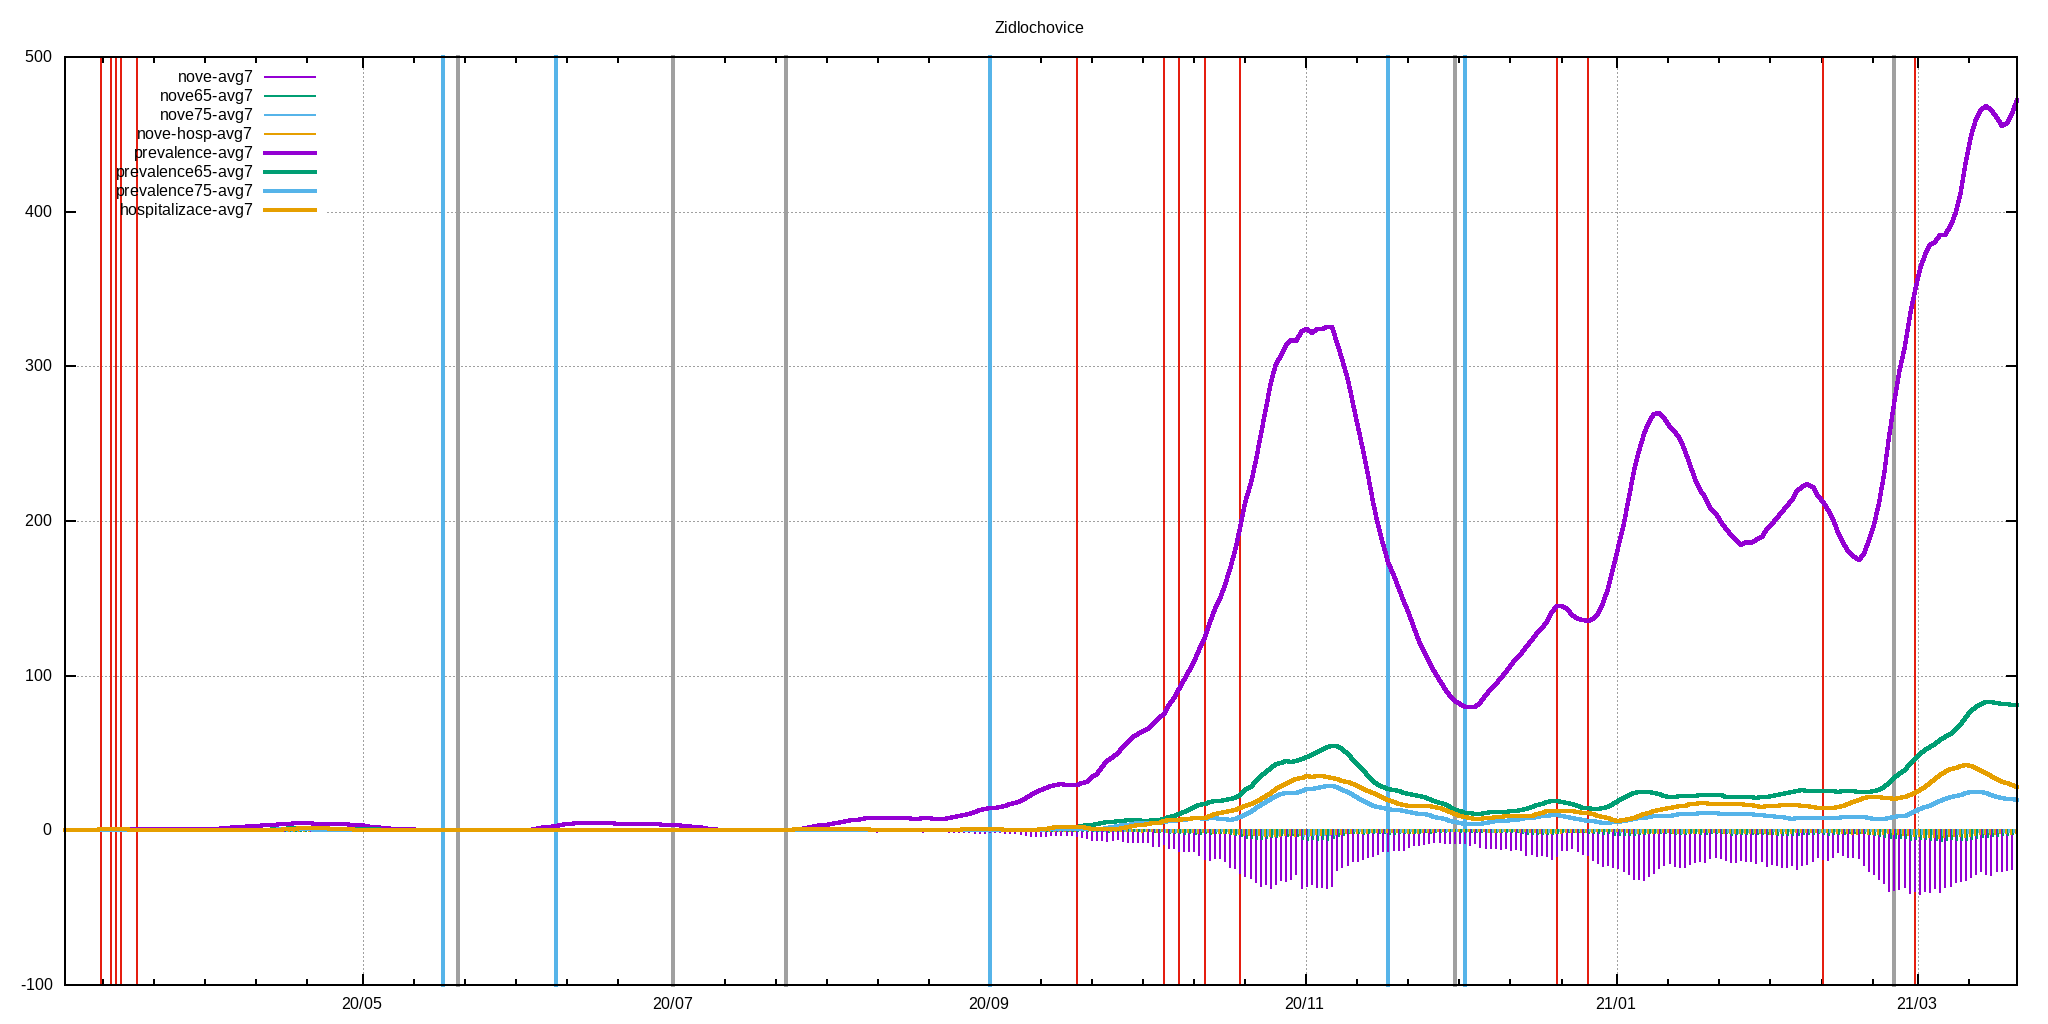 Zidlochovice
500
nove-avg7
nove65-avg7
nove75-avg7
nove-hosp-avg7
prevalence-avg7
prevalence65-avg7
prevalence75-avg7
hospitalizace-avg7
400
300
200
100
0
-100
20/05
20/07
20/09
20/11
21/01
21/03